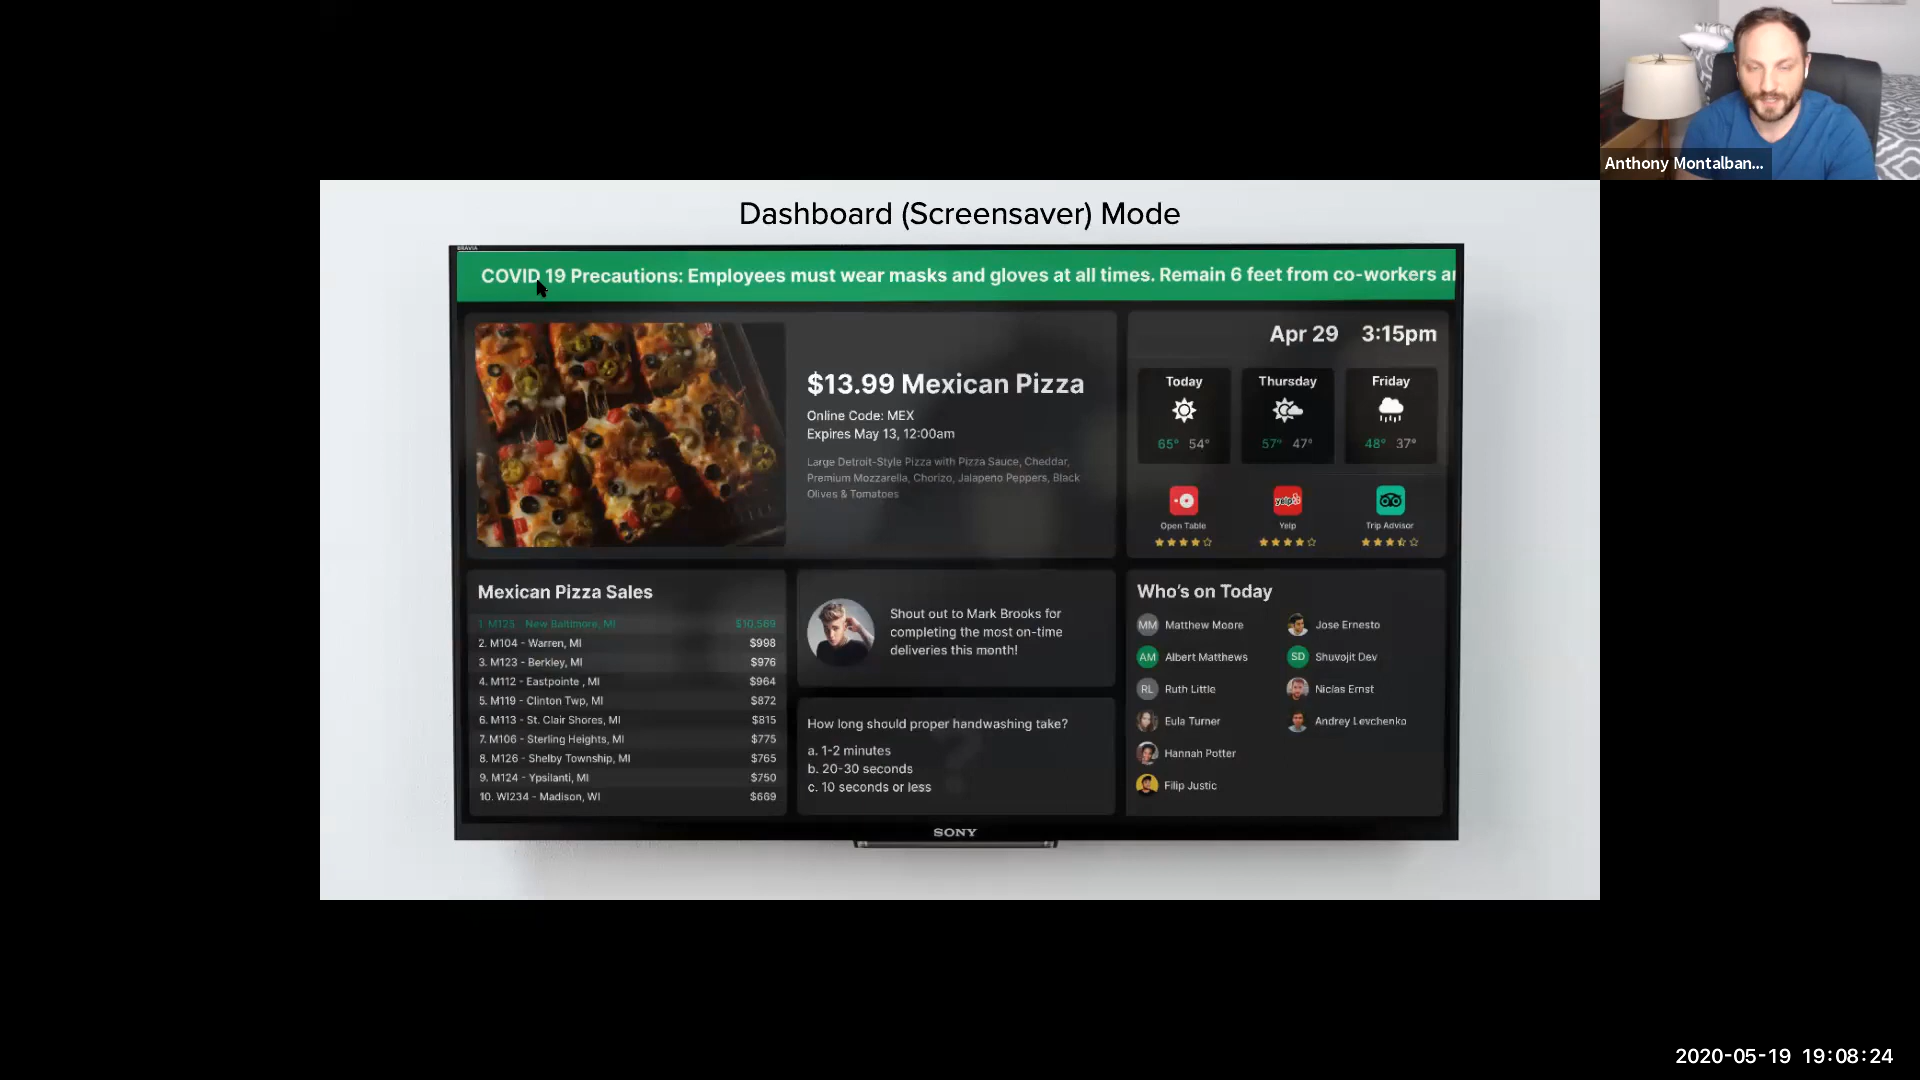 Anthony Montalban...
Dashboard (Screensaver) Mode
BRAVIA
COVID 19 Precautions: Employees must wear masks and gloves at all times. Remain 6 feet from co-workers a
$13.99 Mexican Pizza
Online Code: MEX
Expires May 13, 12:00am
Large Detroit-Style Pizza with Pizza Sauce, Cheddar,
Premium Mozzarella, Chorizo, Jalapeno Peppers, Black
Olives & Tomatoes
Apr 29 3:15pm
Today Thursday Friday
65° 54° 57° 47° 48° 37°
yelp
Open Table Yelp Trip Advisor
Mexican Pizza Sales
1. M125 - New Baltimore, MI $10,569
2. M104 - Warren, MI $998
3. M123 - Berkley, MI $976
4. M112 - Eastpointe , MI $964
5. M119 - Clinton Twp, MI $872
6. M113 - St. Clair Shores, MI $815
7. M106 - Sterling Heights, MI $775
8. M126 - Shelby Township, MI $765
9. M124 - Ypsilanti, MI $750
10. WI234 - Madison, WI $669
Shout out to Mark Brooks for
completing the most on-time
deliveries this month!
How long should proper handwashing take?
a. 1-2 minutes
b. 20-30 seconds
c. 10 seconds or less
?
Who's on Today
MM Matthew Moore
AM Albert Matthews
RL Ruth Little
Eula Turner
Hannah Potter
Filip Justic
Jose Ernesto
SD Shuvojit Dev
Niclas Ernst
Andrey Levchenko
SONY
2020-05-19 19:08:24